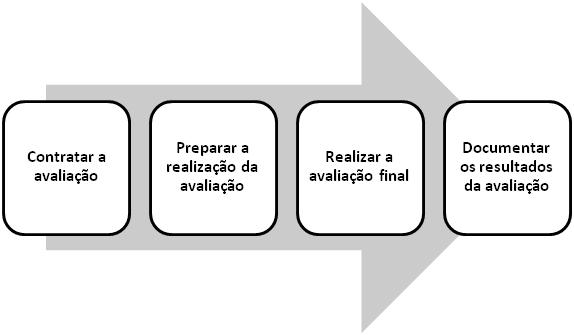 Contratar a
avaliação
Preparar a
realização da
avaliação
Realizar a
avaliação final
Documentar
os resultados
da avaliação